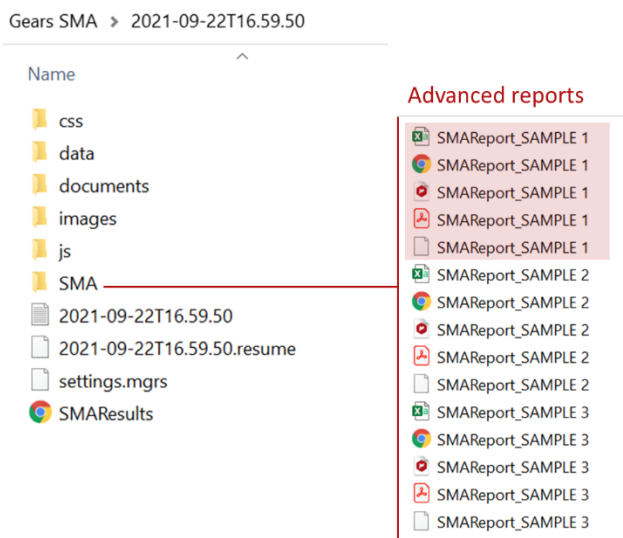 Gears SMA > 2021-09-22T16.59.50
Name
css
data
documents
images
js
SMA
2021-09-22T16.59.50
2021-09-22T16.59.50.resume
settings.mgrs
SMAResults
Advanced reports
SMAReport_SAMPLE 1
SMAReport_SAMPLE 1
SMAReport_SAMPLE 1
SMAReport_SAMPLE 1
SMAReport_SAMPLE 1
SMAReport_SAMPLE 2
SMAReport_SAMPLE 2
SMAReport_SAMPLE 2
SMAReport_SAMPLE 2
SMAReport_SAMPLE 2
SMAReport_SAMPLE 3
SMAReport_SAMPLE 3
SMAReport_SAMPLE 3
SMAReport_SAMPLE 3
SMAReport_SAMPLE 3